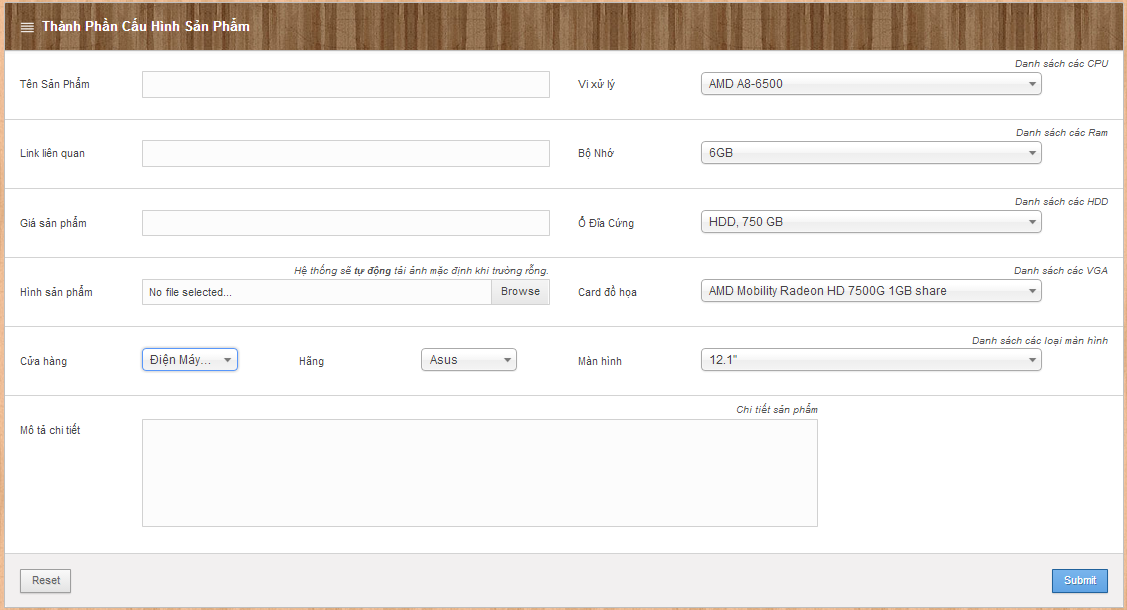 Thành Phần Cấu Hình Sản Phẩm
Danh sách các CPU
Tên Sản Phẩm
Vi xử lý
AMD A8-6500
Danh sách các Ram
Link liên quan
Bộ Nhớ
6GB
Danh sách các HDD
Giá sản phẩm
Ổ Đĩa Cứng
HDD, 750 GB
Hệ thống sẽ tự động tải ảnh mặc định khi trường rỗng.
Danh sách các VGA
Hình sản phẩm
No file selected...
Browse
Card đồ họa
AMD Mobility Radeon HD 7500G 1GB share
Danh sách các loại màn hình
Cửa hàng
Điện Máy...
Hãng
Asus
Màn hình
12.1"
Chi tiết sản phẩm
Mô tả chi tiết
Reset
Submit